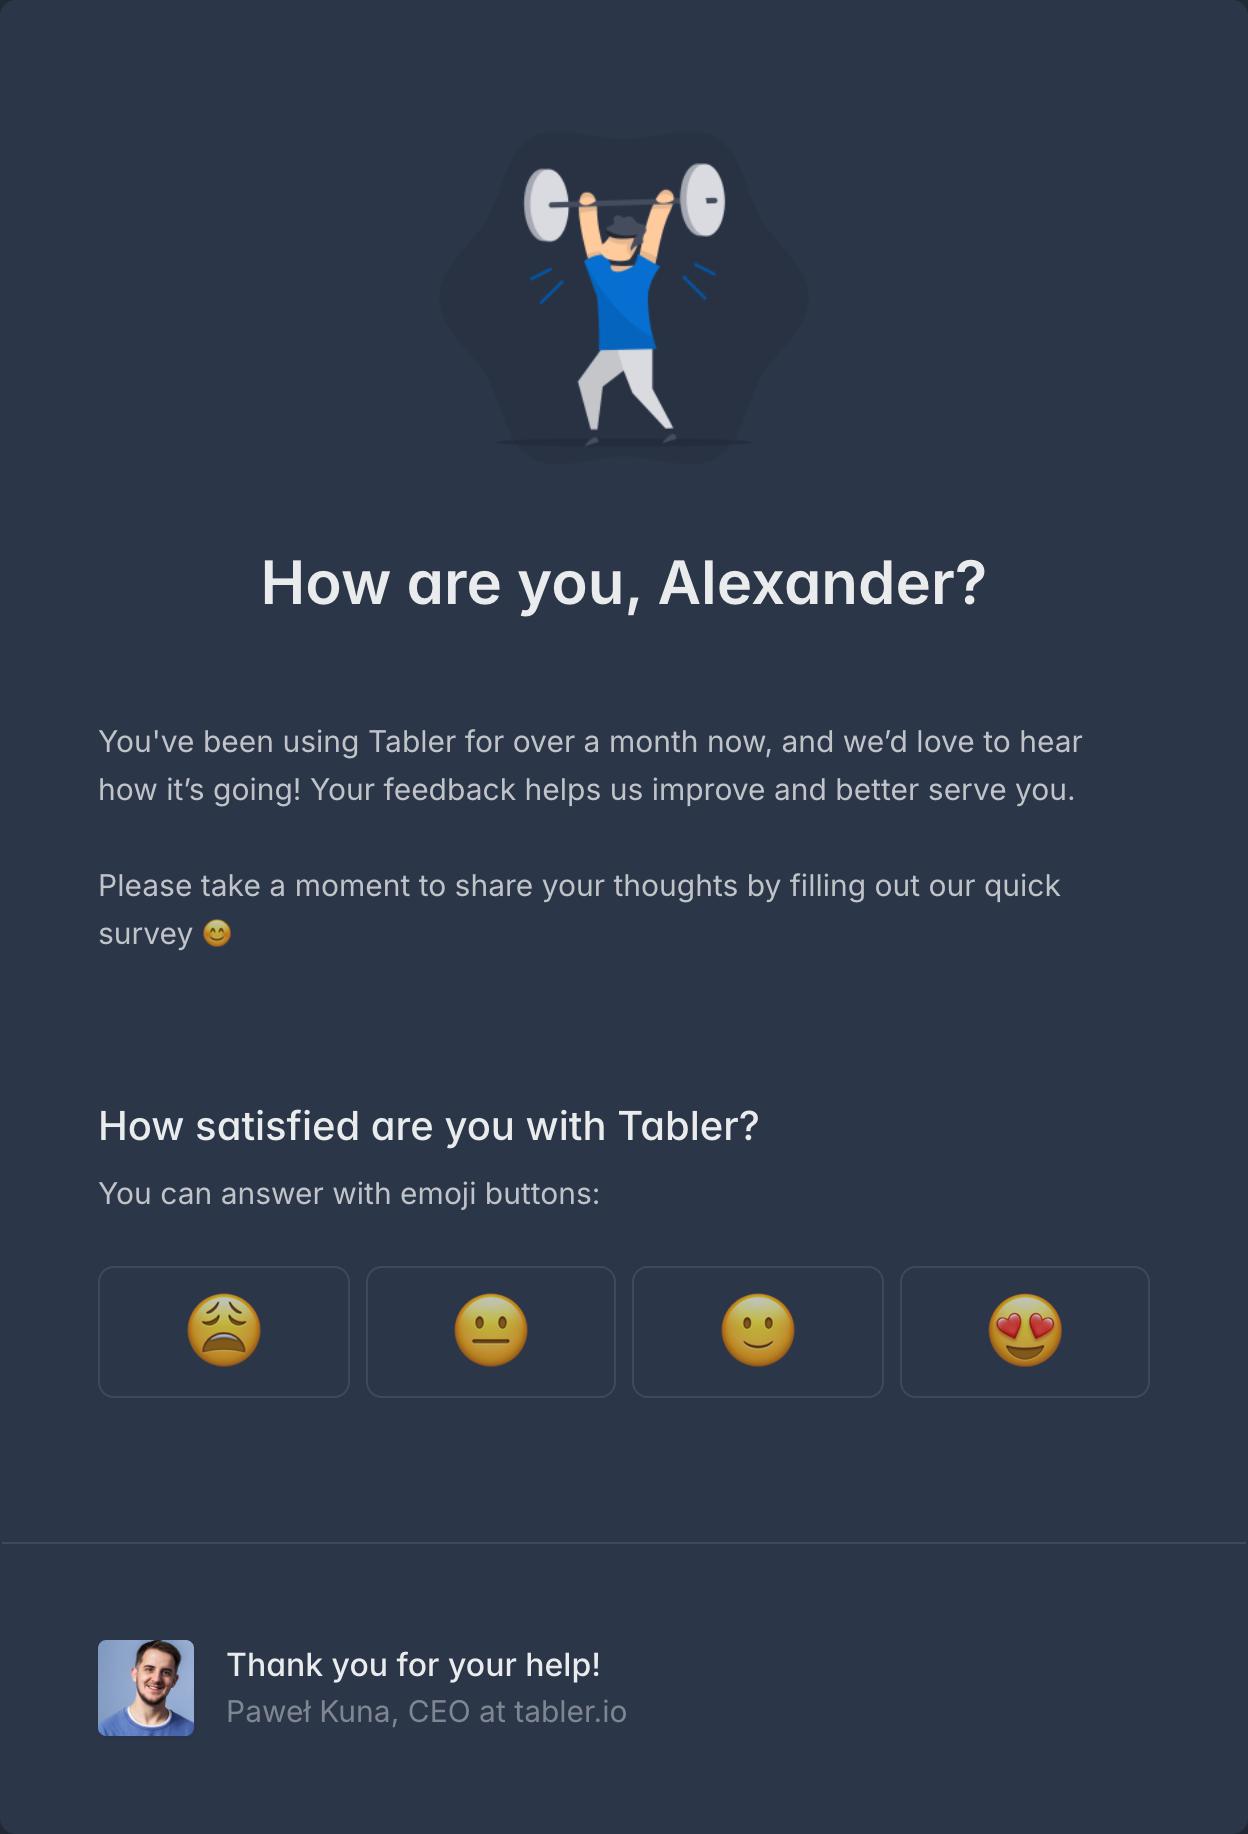 How are you, Alexander?
You've been using Tabler for over a month now, and we’d love to hear
how it’s going! Your feedback helps us improve and better serve you.
Please take a moment to share your thoughts by filling out our quick
survey 😊
How satisfied are you with Tabler?
You can answer with emoji buttons:
Thank you for your help!
Paweł Kuna, CEO at tabler.io